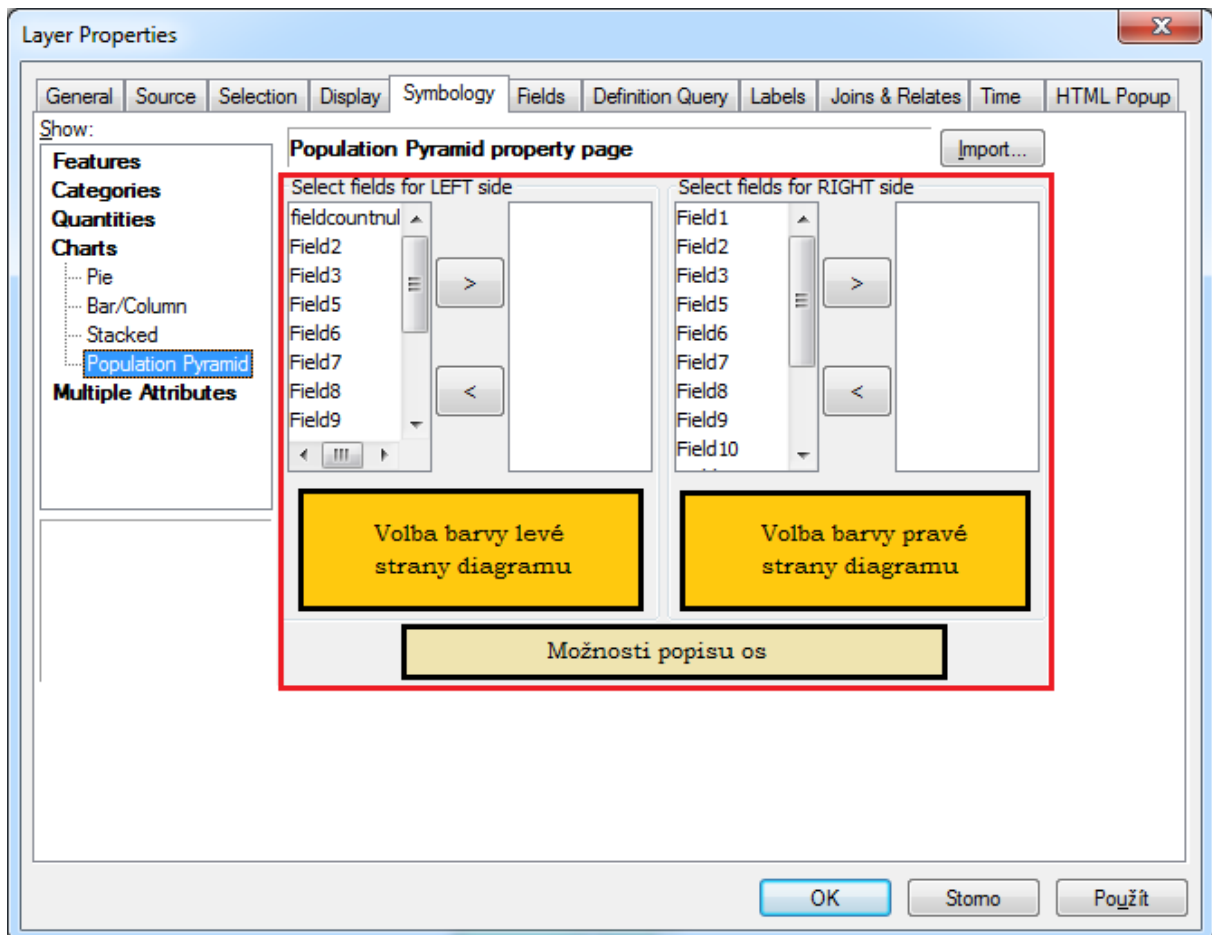 Layer Properties
General Source Selection Display Symbology Fields Definition Query Labels Joins & Relates Time HTML Popup
Show:
Features
Categories
Quantities
Charts
Pie
Bar/Column
Stacked
Population Pyramid
Multiple Attributes
Population Pyramid property page
Import...
Select fields for LEFT side
fieldcountnul
Field2
Field3
Field5
Field6
Field7
Field8
Field9
>
<
Select fields for RIGHT side
Field1
Field2
Field3
Field5
Field6
Field7
Field8
Field9
Field10
>
<
Volba barvy levé
strany diagramu
Volba barvy pravé
strany diagramu
Možnosti popisu os
OK
Storno
Použít